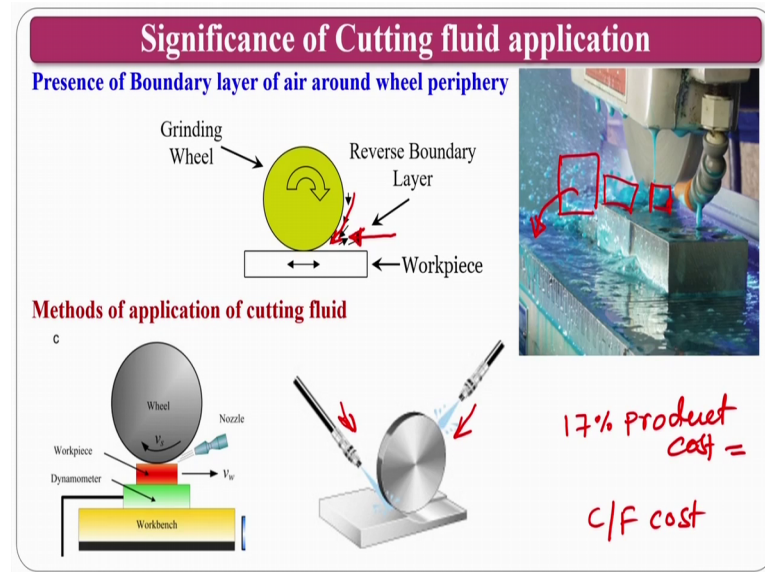 Significance of Cutting fluid application
Presence of Boundary layer of air around wheel periphery
Grinding
Wheel
Reverse Boundary
Layer
Workpiece
Methods of application of cutting fluid
C
Wheel
Nozzle
Vs
Workpiece
Vw
Dynamometer
Workbench
17% Product
cost =
C/F cost